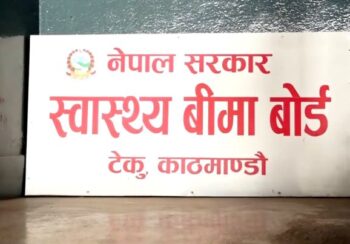 नेपाल सरकार
स्वास्थ्य बीमा बोर्ड
टेकु, काठमाण्डौ